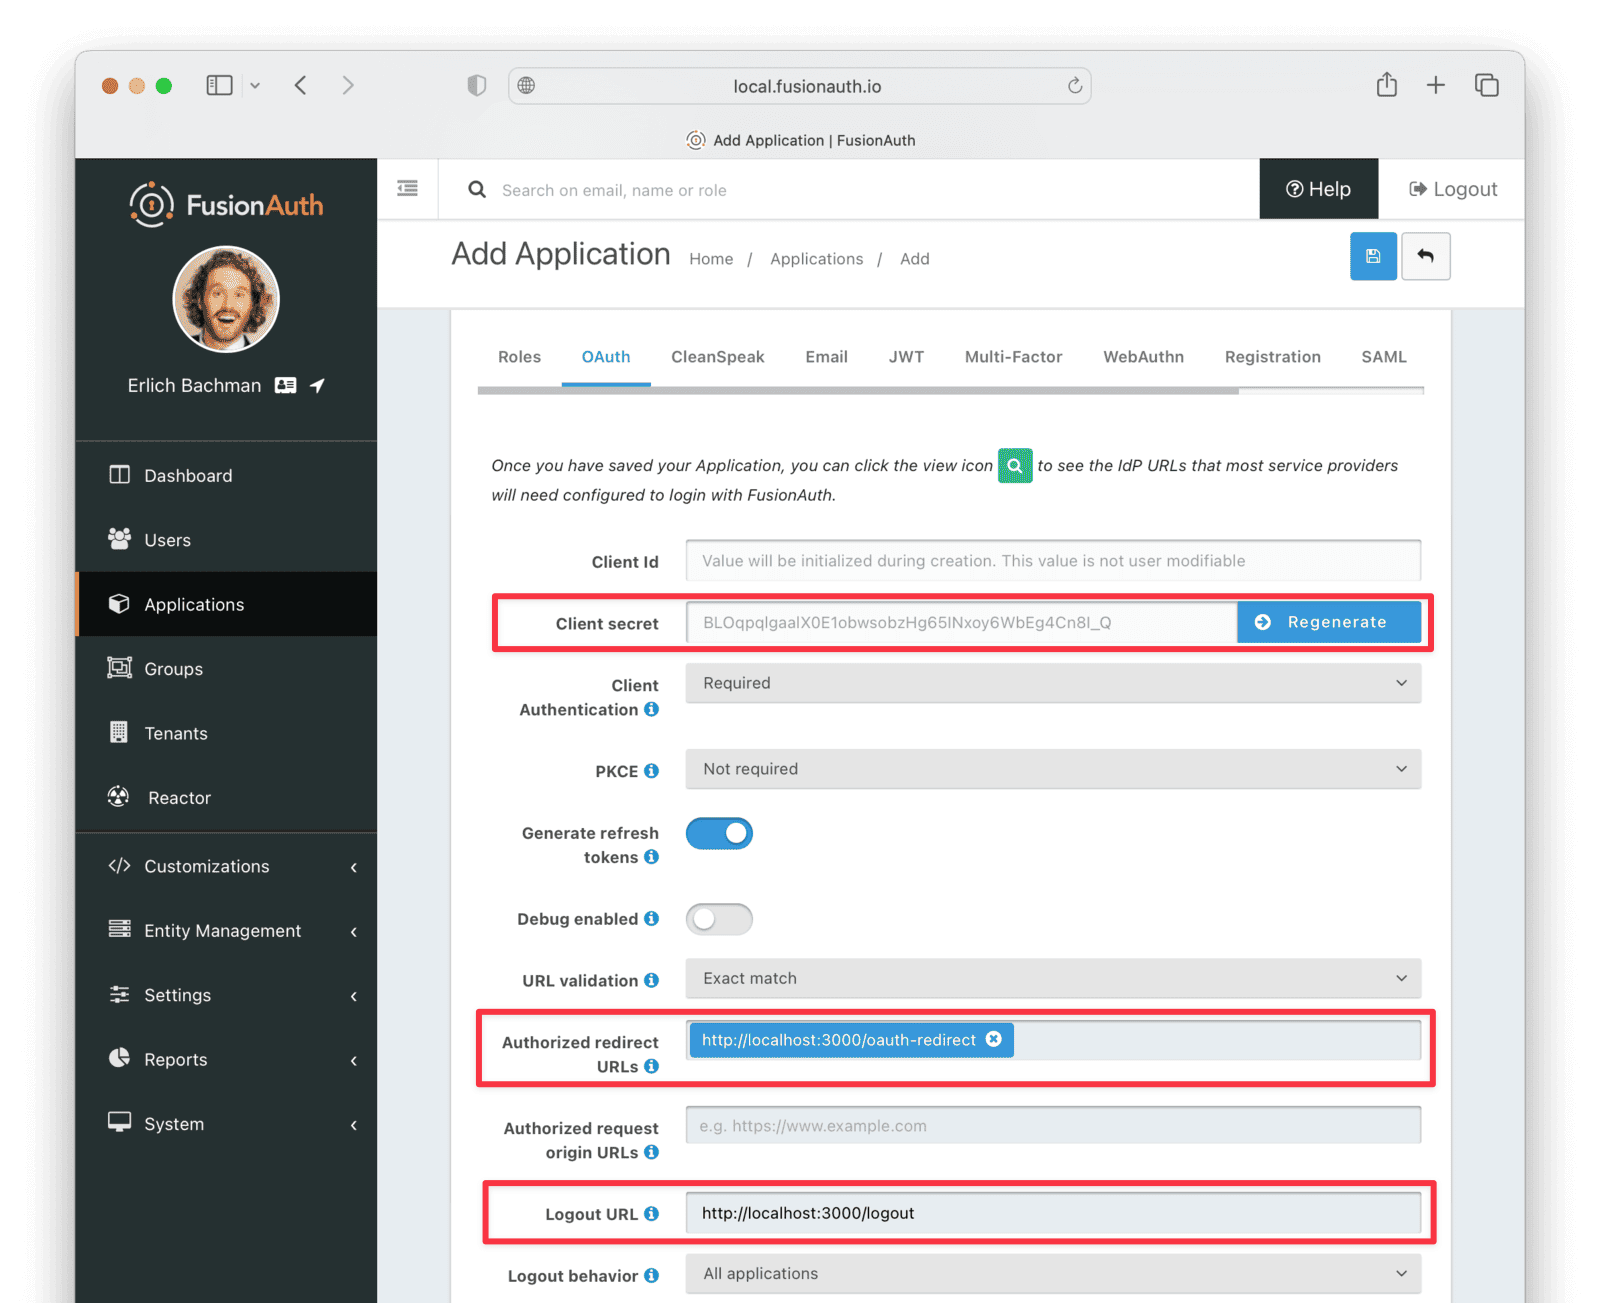 local.fusionauth.io
Add Application | FusionAuth
FusionAuth
Search on email, name or role
Help
Logout
Add Application
Home / Applications / Add
Erlich Bachman
Dashboard
Users
Applications
Groups
Tenants
Reactor
Customizations
Entity Management
Settings
Reports
System
Roles OAuth CleanSpeak Email JWT Multi-Factor WebAuthn Registration SAML
Once you have saved your Application, you can click the view icon to see the IdP URLs that most service providers
will need configured to login with FusionAuth.
Client Id
Value will be initialized during creation. This value is not user modifiable
Client secret
Regenerate
Client
Authentication
Required
PKCE
Not required
Generate refresh
tokens
Debug enabled
URL validation
Exact match
Authorized redirect
URLs
http://localhost:3000/oauth-redirect
Authorized request
origin URLs
e.g. https://www.example.com
Logout URL
http://localhost:3000/logout
Logout behavior
All applications